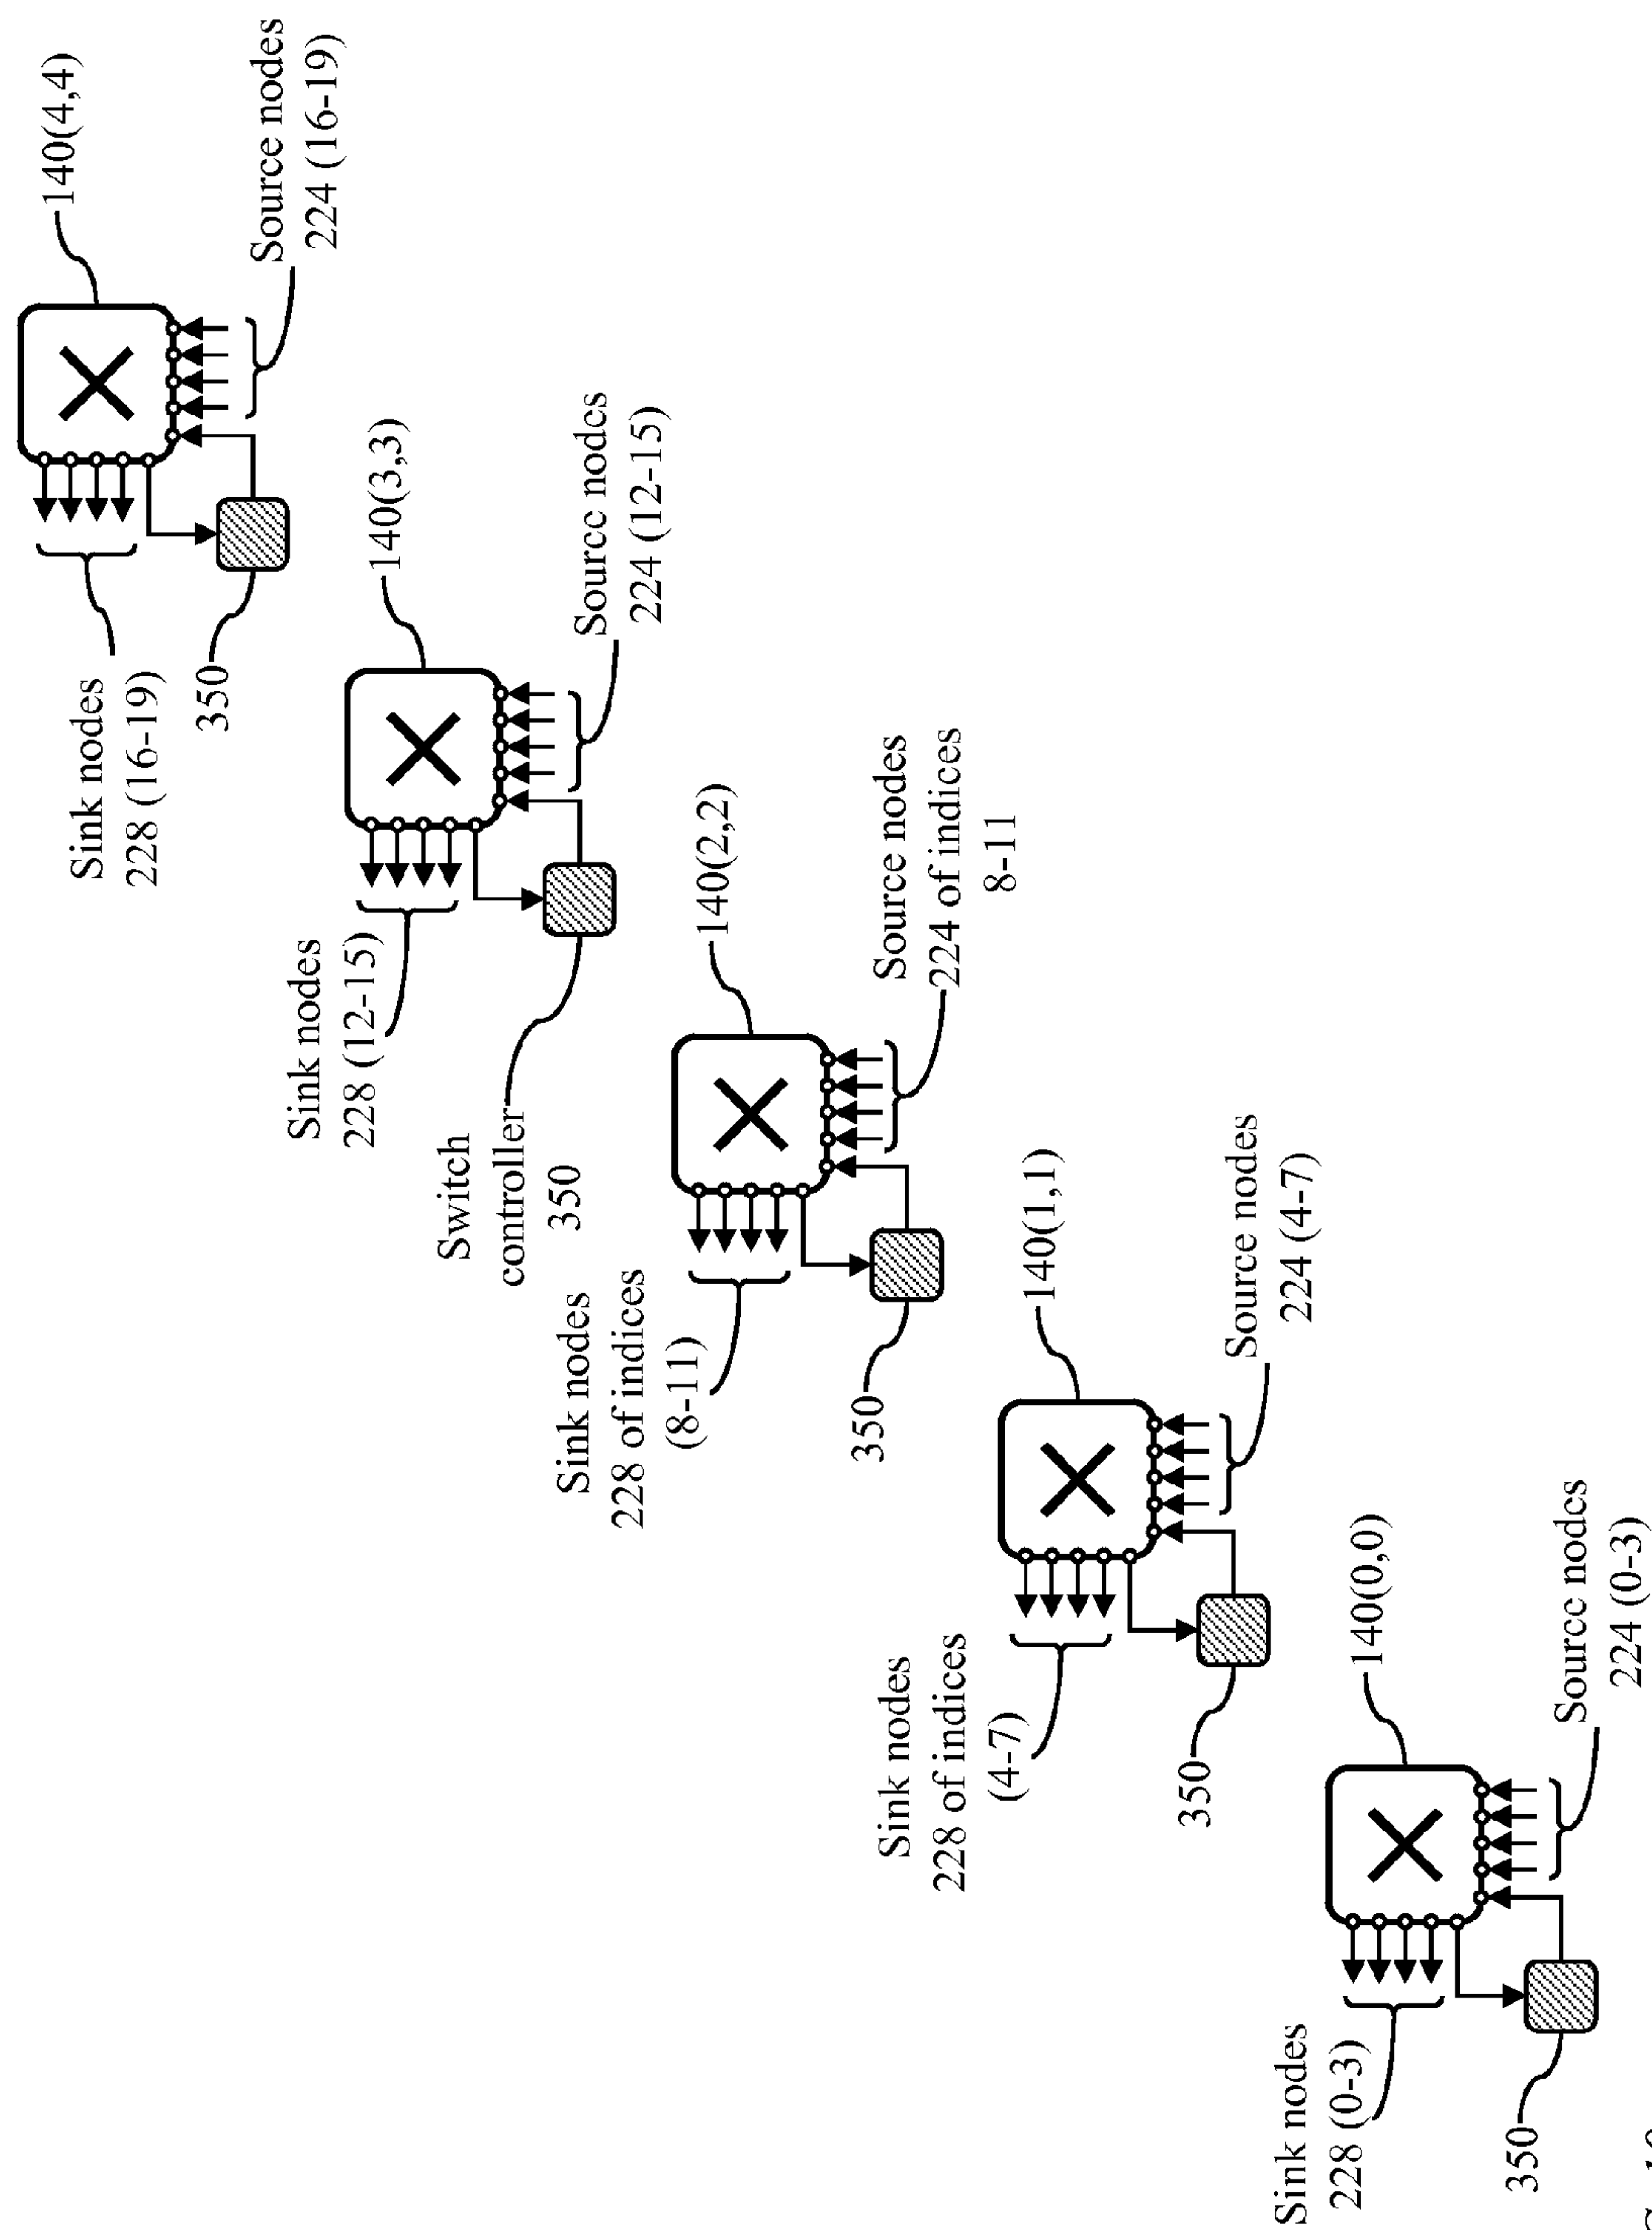 Sink nodes
228 (16-19)
350
140(4,4)
Source nodes
224 (16-19)
Sink nodes
228 (12-15)
Switch
controller
350
140(3,3)
Source nodes
224 (12-15)
Sink nodes
228 of indices
(8-11)
350
140(2,2)
Source nodes
224 of indices
8-11
Sink nodes
228 of indices
(4-7)
350
140(1,1)
Source nodes
224 (4-7)
Sink nodes
228 (0-3)
350
140(0,0)
Source nodes
224 (0-3)